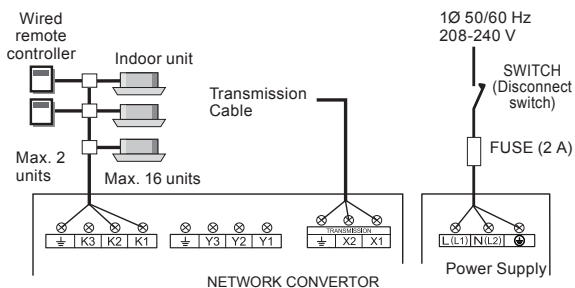 Wired
remote
controller
Indoor unit
Max. 2
units
Max. 16 units
Transmission
Cable
1Ø 50/60 Hz
208-240 V
SWITCH
(Disconnect
switch)
FUSE (2 A)
K3 K2 K1
Y3 Y2 Y1
TRANSMISSION
X2 X1
L(L1) N(L2)
NETWORK CONVERTOR
Power Supply